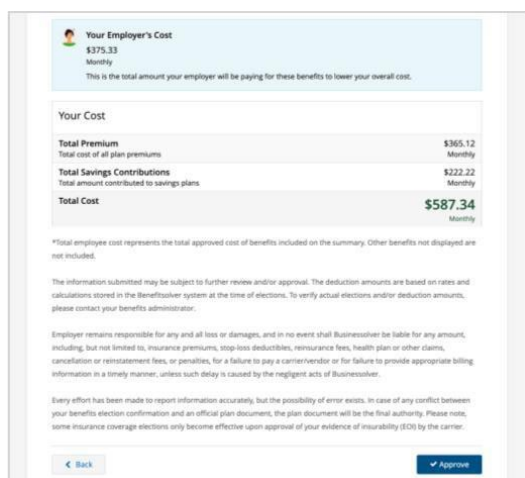 Your Employer's Cost
$375.33
Monthly
This is the total amount your employer will be paying for these benefits to lower your overall cost.
Your Cost
Total Premium $365.12
Total cost of all plan premiums Monthly
Total Savings Contributions $222.22
Total amount contributed to savings plans Monthly
Total Cost $587.34
Monthly
*Total employee cost represents the total approved cost of benefits included on the summary. Other benefits not displayed are
not included.
The information submitted may be subject to further review and/or approval. The deduction amounts are based on rates and
calculations stored in the Benefitsolver system at the time of elections. To verify actual elections and/or deduction amounts,
please contact your benefits administrator.
Employer remains responsible for any and all loss or damages, and in no event shall Businessolver be liable for any amount,
including, but not limited to, insurance premiums, stop-loss deductibles, reinsurance fees, health plan or other claims,
cancellation or reinstatement fees, or penalties, for a failure to pay a carrier/vendor or for failure to provide appropriate billing
information in a timely manner, unless such delay is caused by the negligent acts of Businessolver.
Every effort has been made to report information accurately, but the possibility of error exists. In case of any conflict between
your benefits election confirmation and an official plan document, the plan document will be the final authority. Please note,
some insurance coverage elections only become effective upon approval of your evidence of insurability (EOI) by the carrier.
Back
Approve